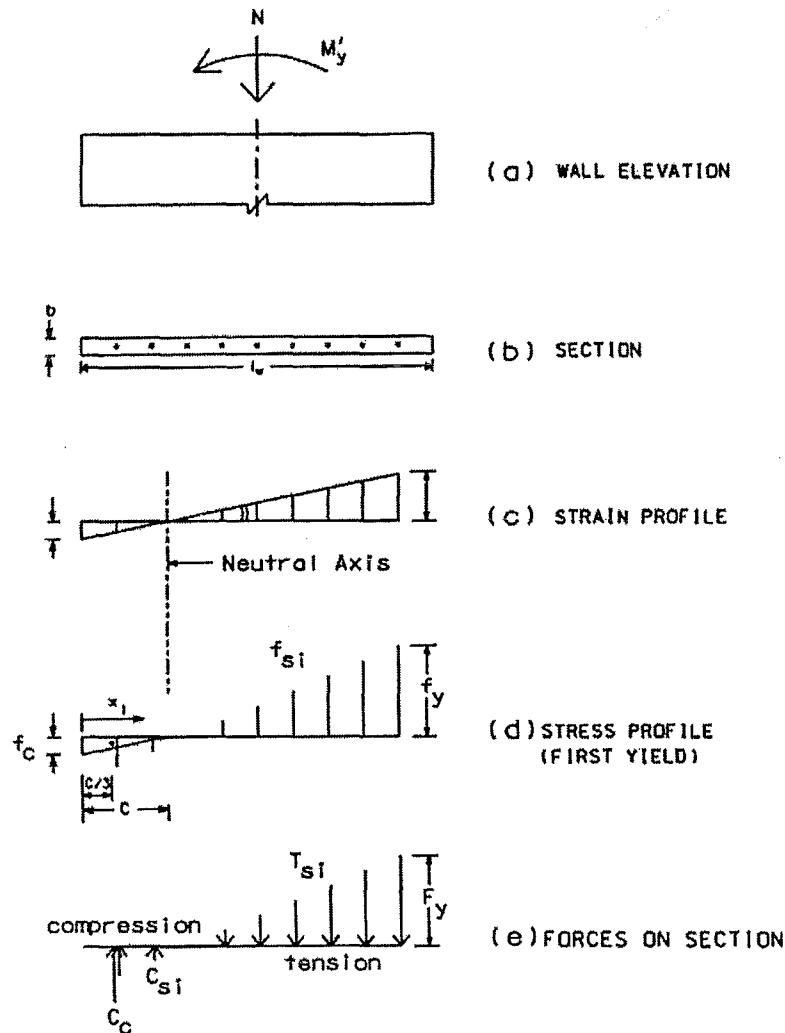 N
M'y
(a) WALL ELEVATION
b
lw
(b) SECTION
(c) STRAIN PROFILE
Neutral Axis
fsi
fy
xi
fc
(d) STRESS PROFILE
(FIRST YIELD)
C/3
C
Tsi
Fy
compression
tension
(e) FORCES ON SECTION
Csi
Cc